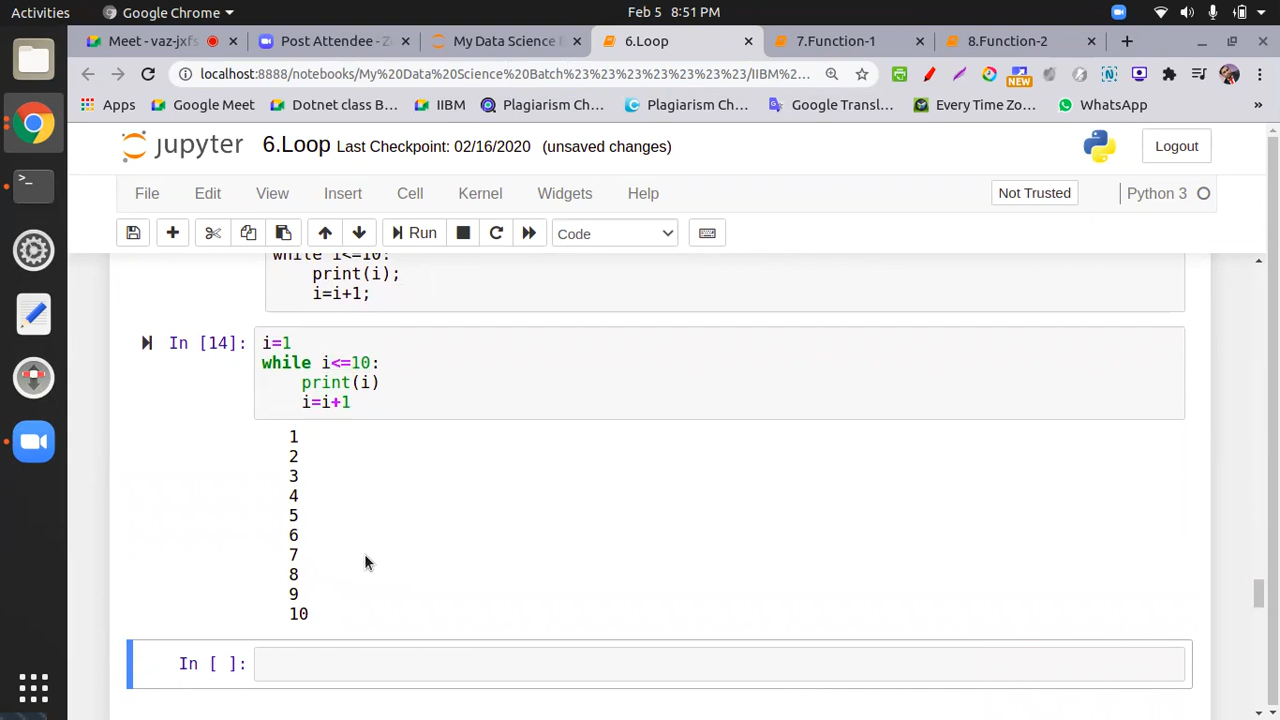 Activities Google Chrome Feb 5 8:51 PM
Meet - vaz-jxfs Post Attendee - Z My Data Science B 6.Loop 7.Function-1 8.Function-2
localhost:8888/notebooks/My%20Data%20Science%20Batch%23%23%23%23%23%23%23/IIBM%2... NEW
Apps Google Meet Dotnet class B... IIBM Plagiarism Ch... Plagiarism Ch... Google Transl... Every Time Zo... WhatsApp »
jupyter 6.Loop Last Checkpoint: 02/16/2020 (unsaved changes) Logout
File Edit View Insert Cell Kernel Widgets Help Not Trusted Python 3
Run Code
while i<=10:
print(i);
i=i+1;
In [14]: i=1
while i<=10:
print(i)
i=i+1
1
2
3
4
5
6
7
8
9
10
In [ ]: